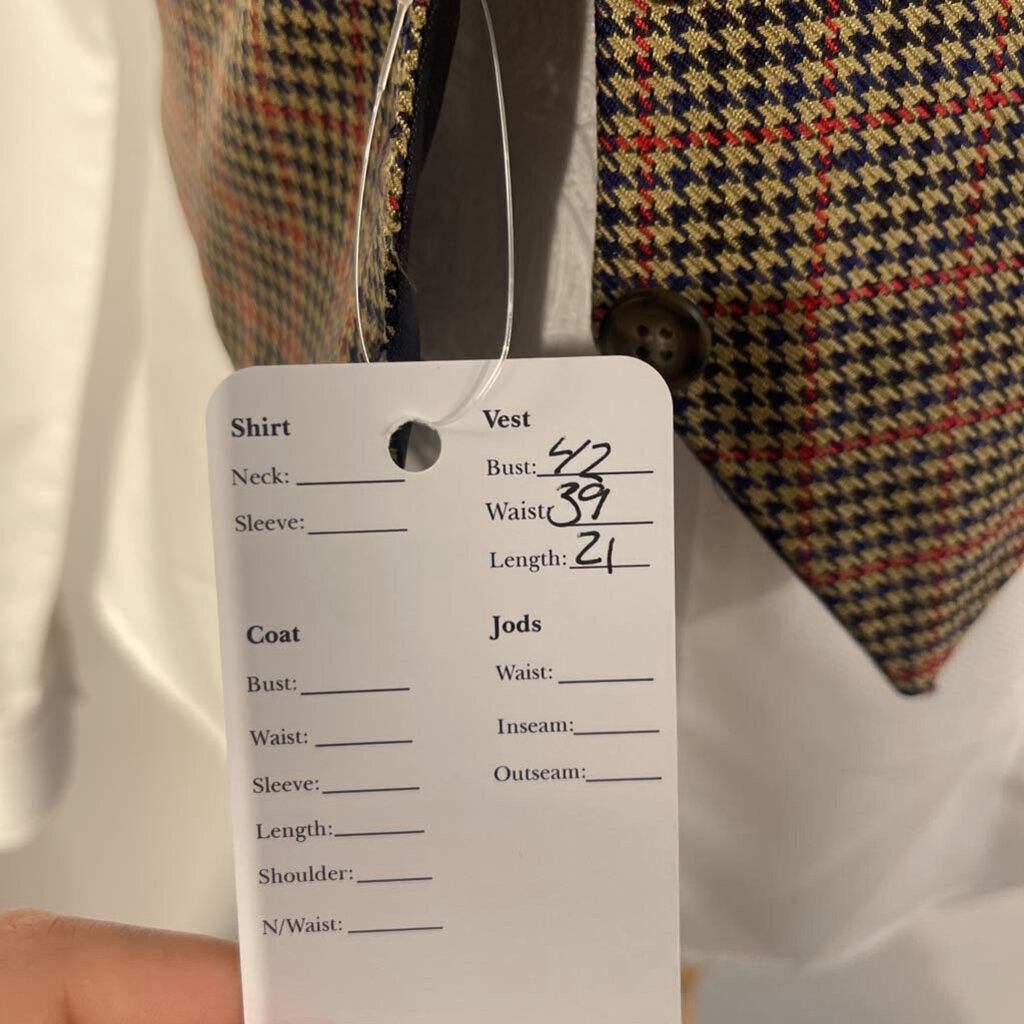 Shirt
Neck:
Sleeve:
Vest
Bust: 42
Waist: 39
Length: 21
Coat
Bust:
Waist:
Sleeve:
Length:
Shoulder:
N/Waist:
Jods
Waist:
Inseam:
Outseam: